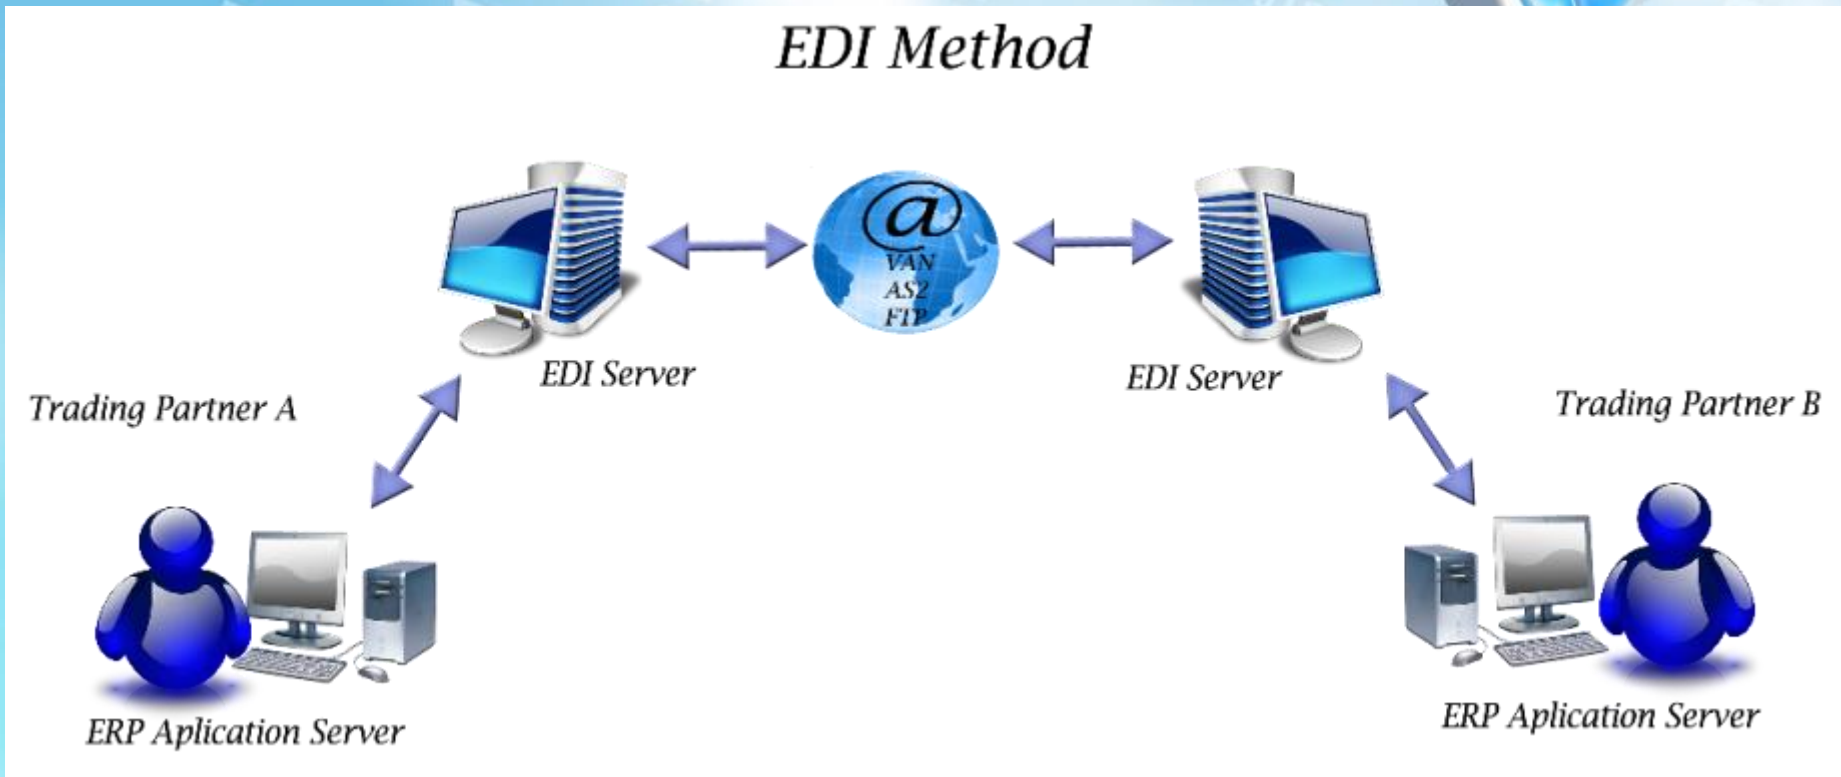 EDI Method
@
VAN
AS2
FTP
EDI Server
EDI Server
Trading Partner A
Trading Partner B
ERP Aplication Server
ERP Aplication Server